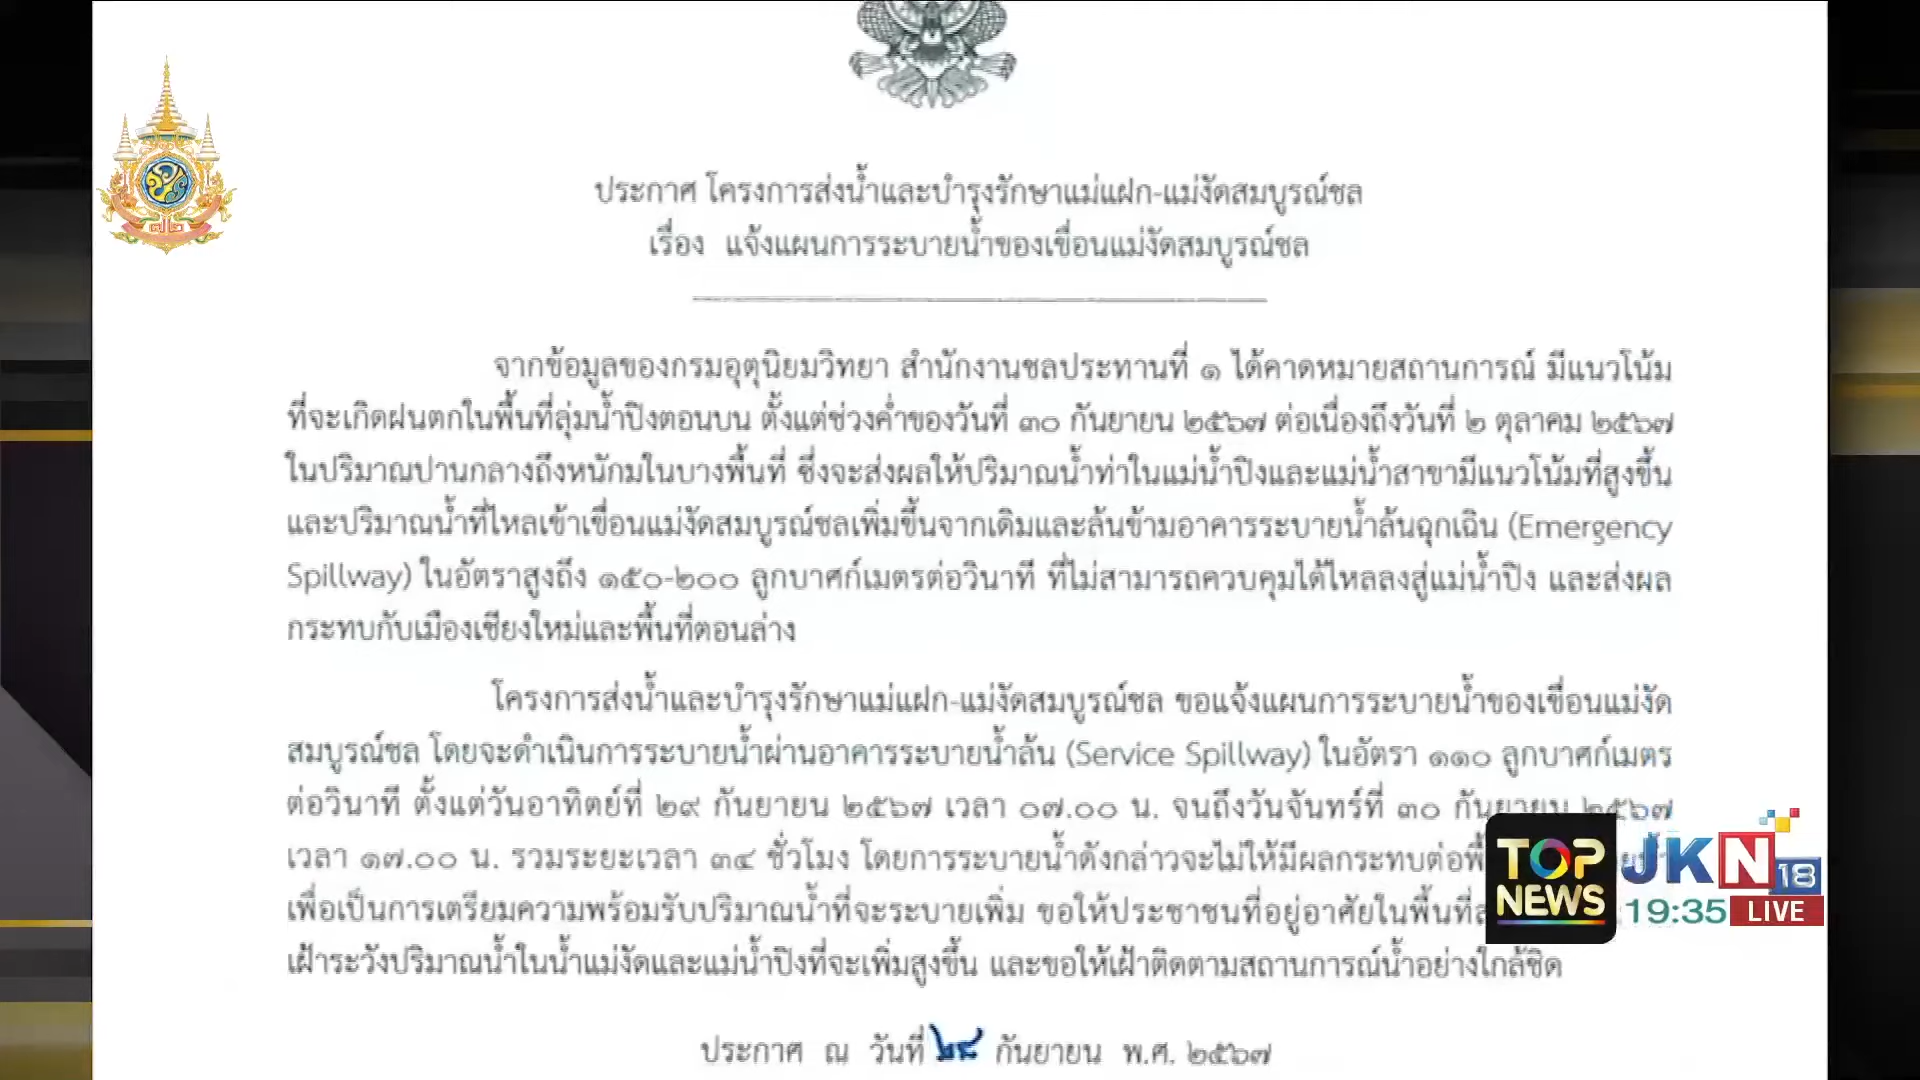 ประกาศ โครงการส่งน้ำและบำรุงรักษาแม่แฝก-แม่งัดสมบูรณ์ชล
เรื่อง แจ้งแผนการระบายน้ำของเขื่อนแม่งัดสมบูรณ์ชล
จากข้อมูลของกรมอุตุนิยมวิทยา สำนักงานชลประทานที่ ๑ ได้คาดหมายสถานการณ์ มีแนวโน้ม
ที่จะเกิดฝนตกในพื้นที่ลุ่มน้ำปิงตอนบน ตั้งแต่ช่วงค่ำของวันที่ ๓๐ กันยายน ๒๕๖๗ ต่อเนื่องถึงวันที่ ๒ ตุลาคม ๒๕๖๗
ในปริมาณปานกลางถึงหนักมในบางพื้นที่ ซึ่งจะส่งผลให้ปริมาณน้ำท่าในแม่น้ำปิงและแม่น้ำสาขามีแนวโน้มที่สูงขึ้น
และปริมาณน้ำที่ไหลเข้าเขื่อนแม่งัดสมบูรณ์ชลเพิ่มขึ้นจากเดิมและล้นข้ามอาคารระบายน้ำล้นฉุกเฉิน (Emergency
Spillway) ในอัตราสูงถึง ๑๕๐-๒๐๐ ลูกบาศก์เมตรต่อวินาที ที่ไม่สามารถควบคุมได้ไหลลงสู่แม่น้ำปิง และส่งผล
กระทบกับเมืองเชียงใหม่และพื้นที่ตอนล่าง
โครงการส่งน้ำและบำรุงรักษาแม่แฝก-แม่งัดสมบูรณ์ชล ขอแจ้งแผนการระบายน้ำของเขื่อนแม่งัด
สมบูรณ์ชล โดยจะดำเนินการระบายน้ำผ่านอาคารระบายน้ำล้น (Service Spillway) ในอัตรา ๑๑๐ ลูกบาศก์เมตร
ต่อวินาที ตั้งแต่วันอาทิตย์ที่ ๒๙ กันยายน ๒๕๖๗ เวลา ๐๗.๐๐ น. จนถึงวันจันทร์ที่ ๓๐ กันยายน ๒๕๖๗
เวลา ๑๗.๐๐ น. รวมระยะเวลา ๓๔ ชั่วโมง โดยการระบายน้ำดังกล่าวจะไม่ให้มีผลกระทบต่อ
เพื่อเป็นการเตรียมความพร้อมรับปริมาณน้ำที่จะระบายเพิ่ม ขอให้ประชาชนที่อยู่อาศัยในพื้นที่
เฝ้าระวังปริมาณน้ำในน้ำแม่งัดและแม่น้ำปิงที่จะเพิ่มสูงขึ้น และขอให้เฝ้าติดตามสถานการณ์น้ำอย่างใกล้ชิด
ประกาศ ณ วันที่ ๒๘ กันยายน พ.ศ. ๒๕๖๗
TOP NEWS
JKN 18
19:35 LIVE